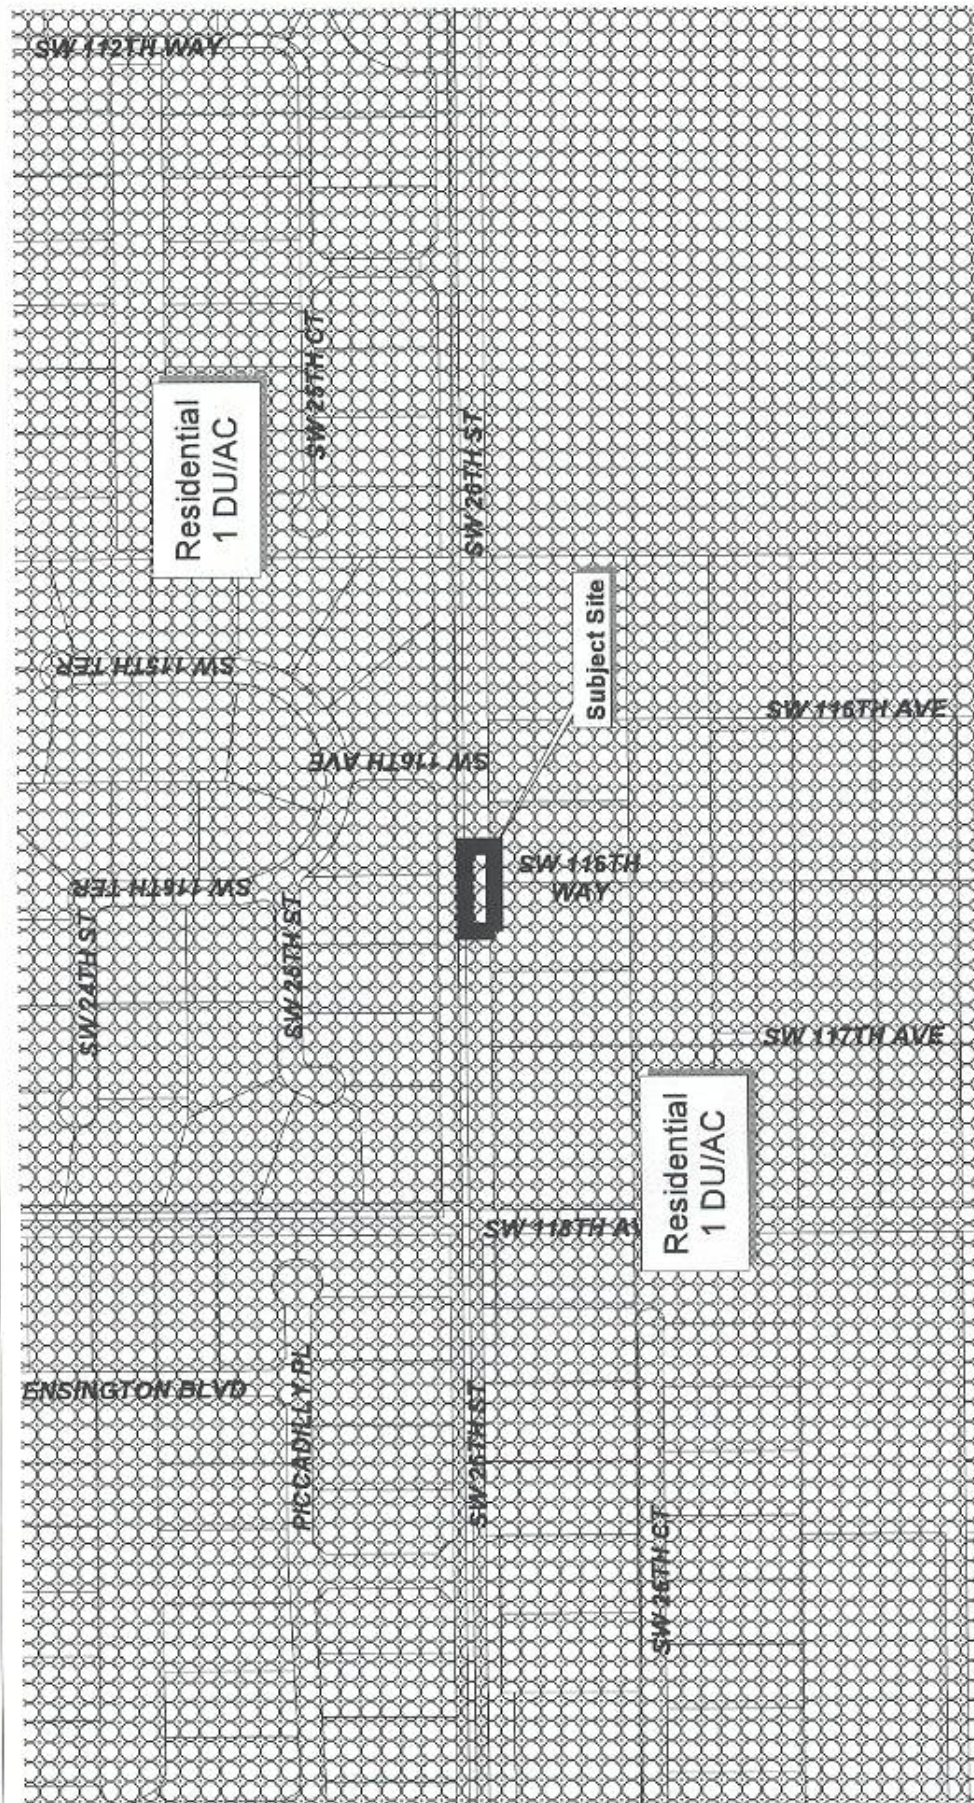 SW 112TH WAY
SW 25TH CT
Residential
1 DU/AC
SW 26TH ST
SW 115TH TER
Subject Site
SW 116TH AVE
SW 116TH AVE
SW 116TH TER
SW 116TH
WAY
SW 24TH ST
SW 25TH ST
SW 117TH AVE
Residential
1 DU/AC
SW 118TH AV
ENSINGTON BLVD
PICCADILLY PL
SW 26TH ST
SW 26TH CT